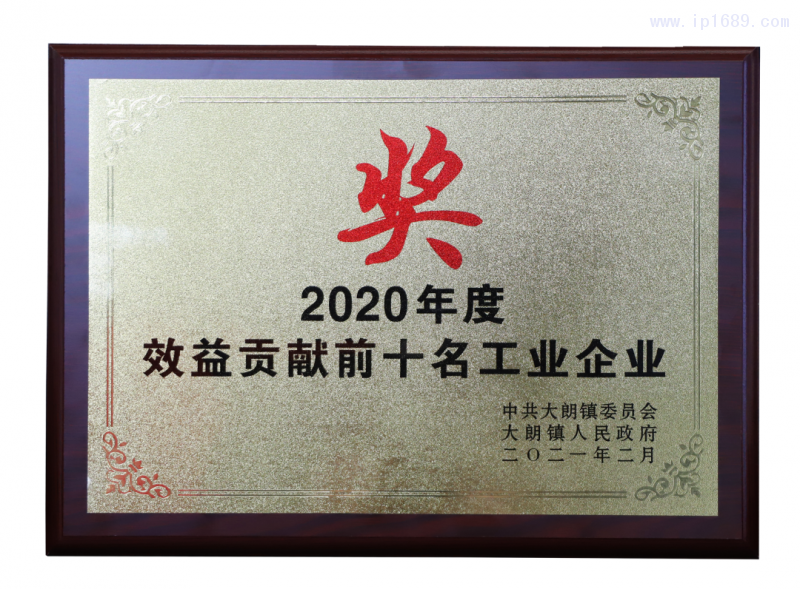 www.ip1689.com
奖
2020年度
效益贡献前十名工业企业
中共大朗镇委员会
大朗镇人民政府
二〇二一年二月